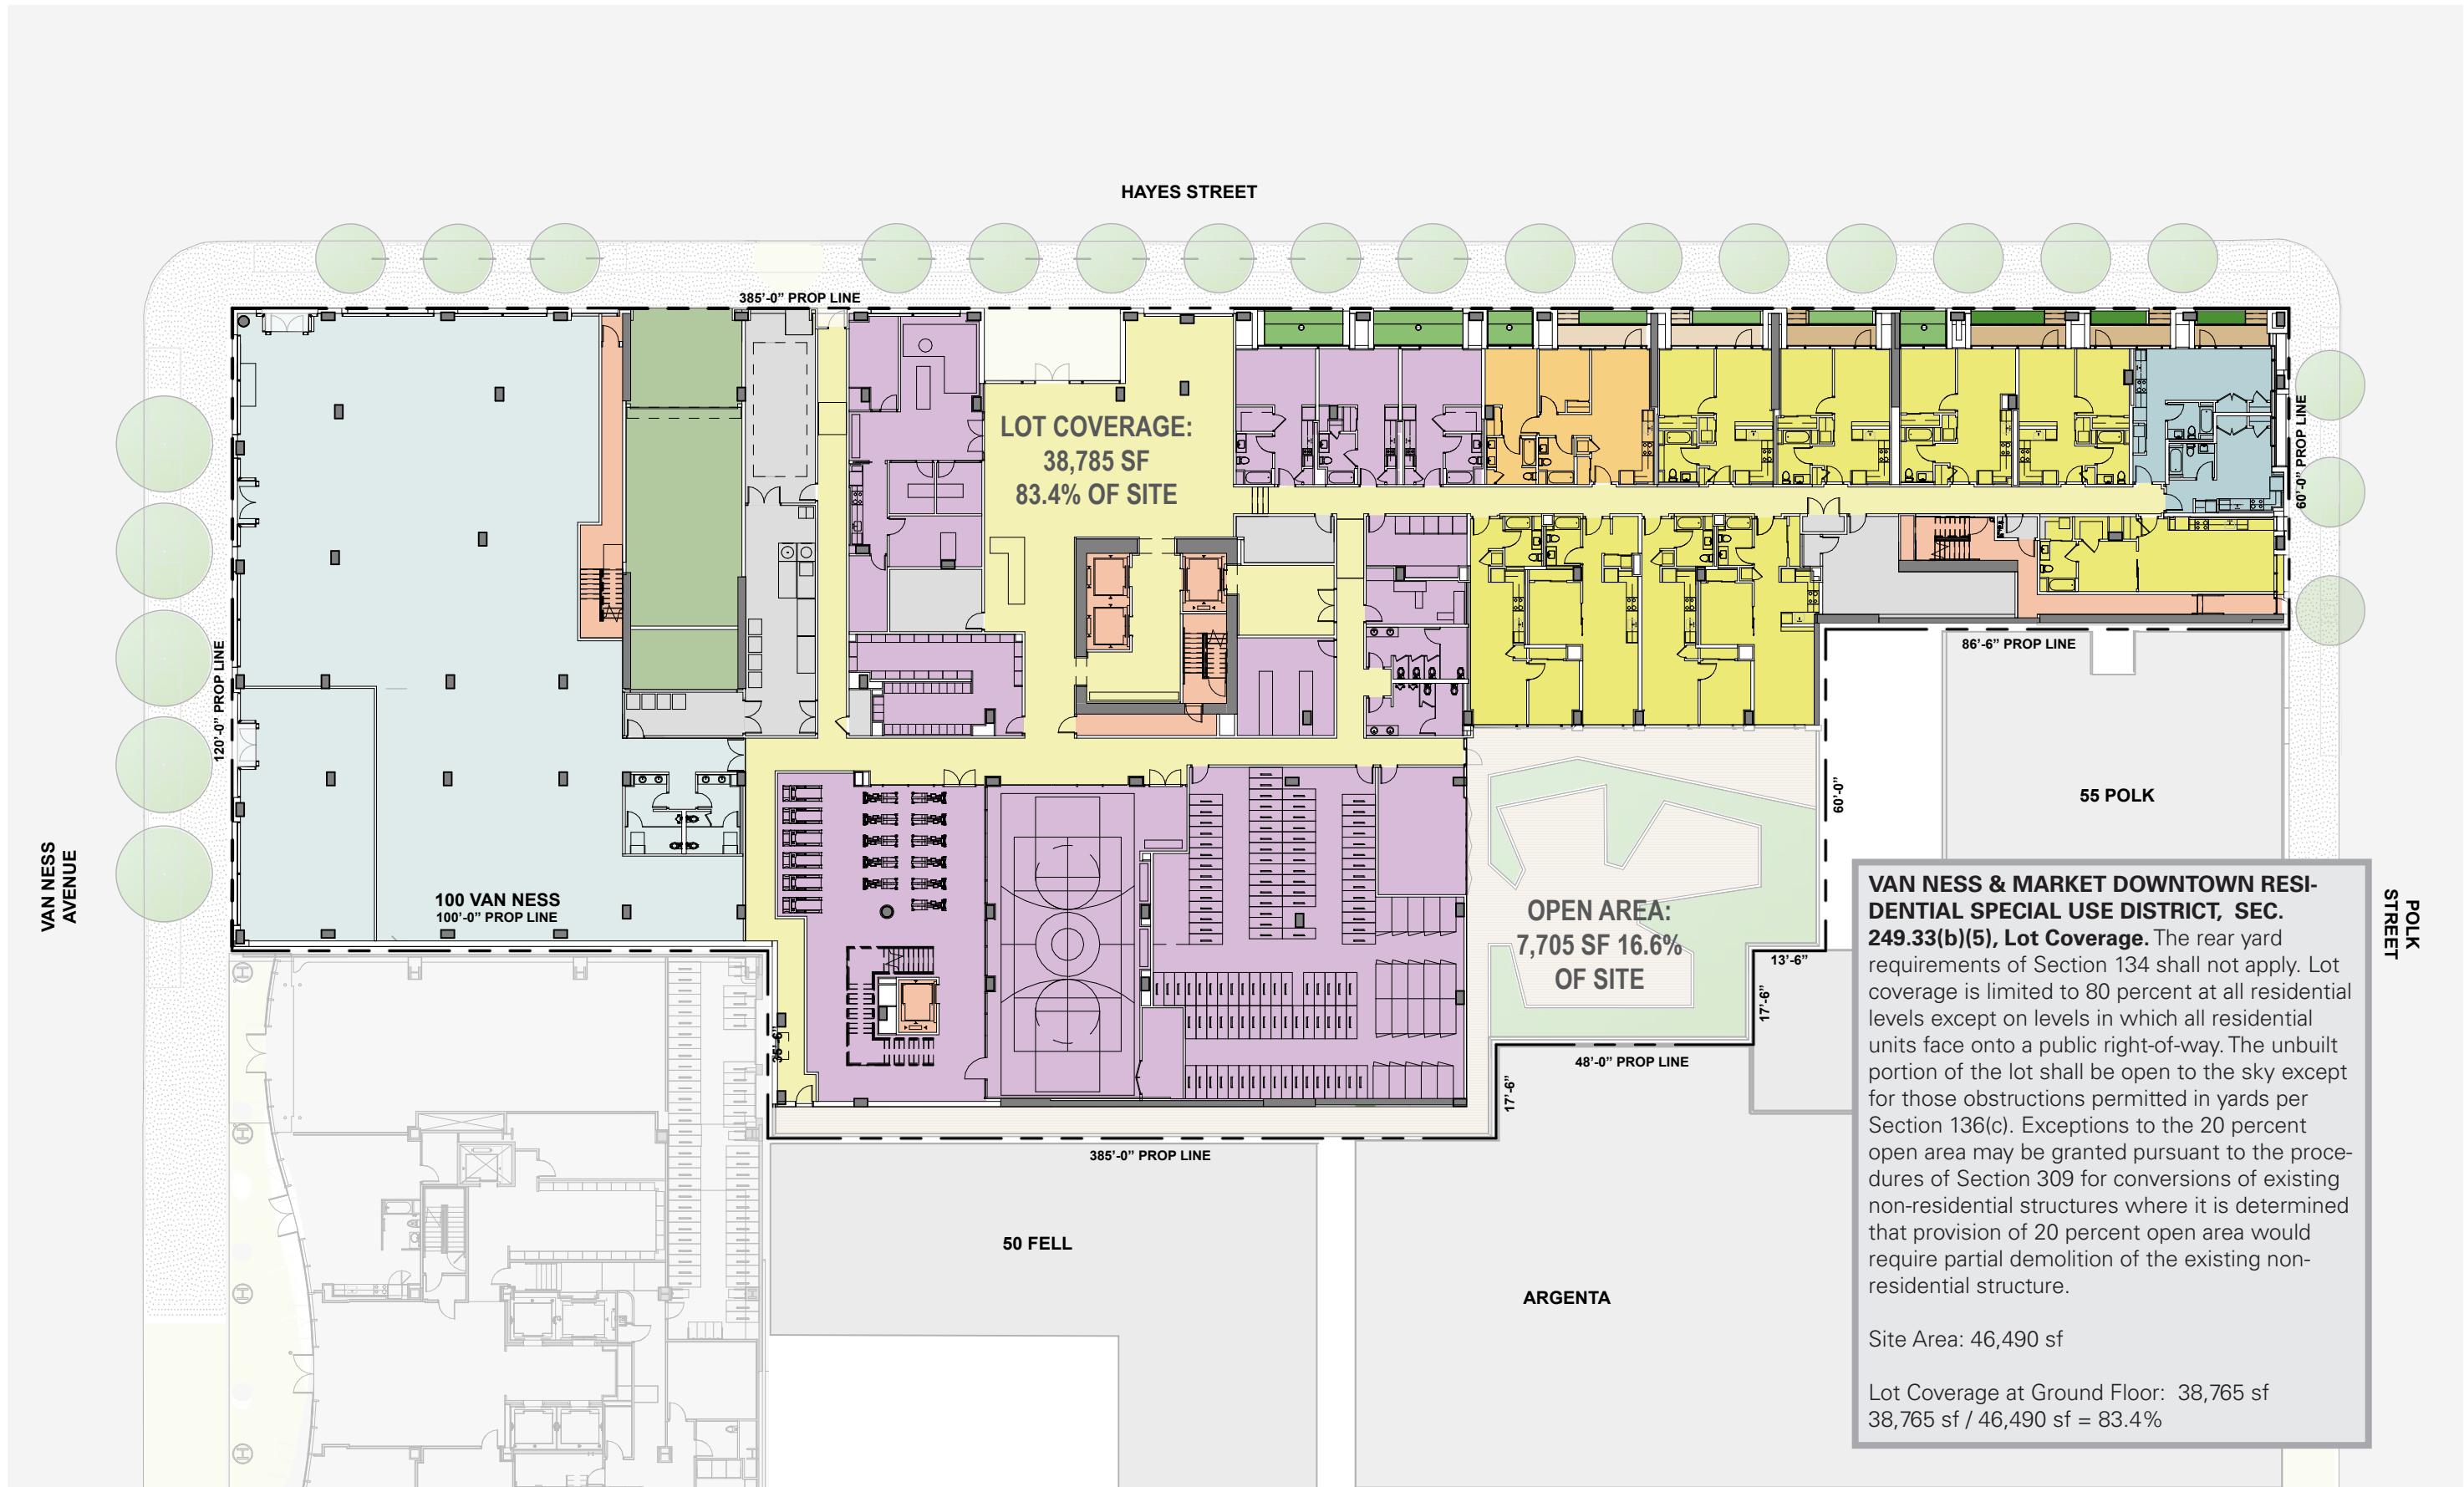 HAYES STREET
385'-0” PROP LINE
LOT COVERAGE:
38,785 SF
83.4% OF SITE
60'-0” PROP LINE
86'-6” PROP LINE
120'-0” PROP LINE
VAN NESS
AVENUE
100 VAN NESS
100'-0” PROP LINE
35'-6”
60'-0”
55 POLK
OPEN AREA:
7,705 SF 16.6%
OF SITE
13'-6”
17'-6”
48'-0” PROP LINE
17'-6”
385'-0” PROP LINE
50 FELL
ARGENTA
POLK
STREET
VAN NESS & MARKET DOWNTOWN RESI-
DENTIAL SPECIAL USE DISTRICT, SEC.
249.33(b)(5), Lot Coverage. The rear yard
requirements of Section 134 shall not apply. Lot
coverage is limited to 80 percent at all residential
levels except on levels in which all residential
units face onto a public right-of-way. The unbuilt
portion of the lot shall be open to the sky except
for those obstructions permitted in yards per
Section 136(c). Exceptions to the 20 percent
open area may be granted pursuant to the proce-
dures of Section 309 for conversions of existing
non-residential structures where it is determined
that provision of 20 percent open area would
require partial demolition of the existing non-
residential structure.
Site Area: 46,490 sf
Lot Coverage at Ground Floor: 38,765 sf
38,765 sf / 46,490 sf = 83.4%